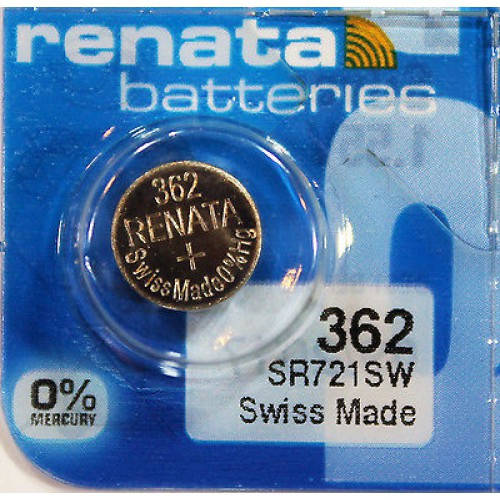 renata
batteries
362
RENATA
+
Swiss Made 0%Hg
362
SR721SW
Swiss Made
0%
MERCURY